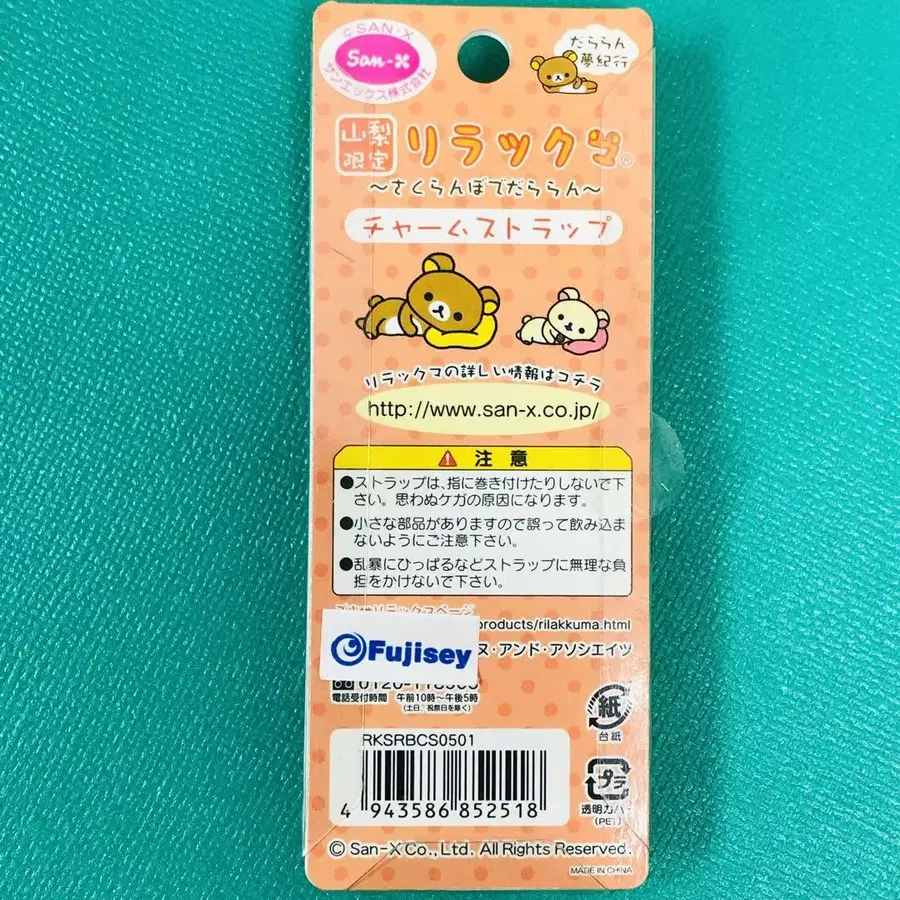 © SAN-X
San-X
サンエックス株式会社
だららん
夢紀行
山梨
限定
リラックマ®
～さくらんぼでだららん～
チャームストラップ
リラックマの詳しい情報はコチラ
http://www.san-x.co.jp/
注意
●ストラップは、指に巻き付けたりしないで下
さい。思わぬケガの原因になります。
●小さな部品がありますので誤って飲み込ま
ないようにご注意下さい。
●乱暴にひっぱるなどストラップに無理な負
担をかけないで下さい。
リラックマページ
products/rilakkuma.html
ヌ・アンド・アソシエイツ
Fujisey
0120-118
電話受付時間 午前10時～午後5時
(土日、祝祭日を除く)
紙
台紙
RKSRBCS0501
4 943586 852518
プラ
透明カバー
(PET)
© San-X Co., Ltd. All Rights Reserved.
MADE IN CHINA